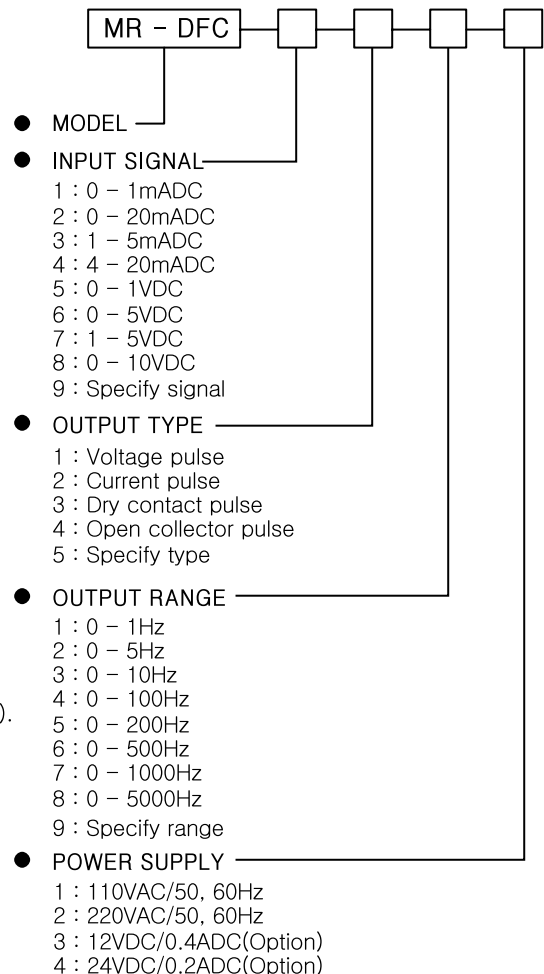 MR - DFC
● MODEL
● INPUT SIGNAL
1 : 0 - 1mADC
2 : 0 - 20mADC
3 : 1 - 5mADC
4 : 4 - 20mADC
5 : 0 - 1VDC
6 : 0 - 5VDC
7 : 1 - 5VDC
8 : 0 - 10VDC
9 : Specify signal
● OUTPUT TYPE
1 : Voltage pulse
2 : Current pulse
3 : Dry contact pulse
4 : Open collector pulse
5 : Specify type
● OUTPUT RANGE
1 : 0 - 1Hz
2 : 0 - 5Hz
3 : 0 - 10Hz
4 : 0 - 100Hz
).
5 : 0 - 200Hz
6 : 0 - 500Hz
7 : 0 - 1000Hz
8 : 0 - 5000Hz
9 : Specify range
● POWER SUPPLY
1 : 110VAC/50, 60Hz
2 : 220VAC/50, 60Hz
3 : 12VDC/0.4ADC(Option)
4 : 24VDC/0.2ADC(Option)